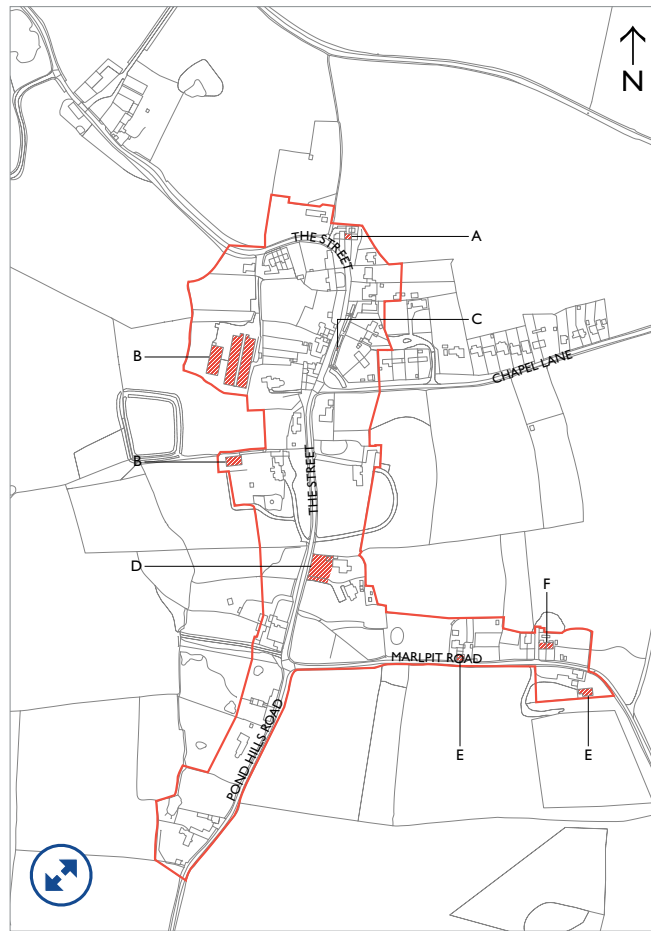 N
THE STREET
A
C
B
CHAPEL LANE
B
THE STREET
D
F
MARLPIT ROAD
E
E
POND HILLS ROAD